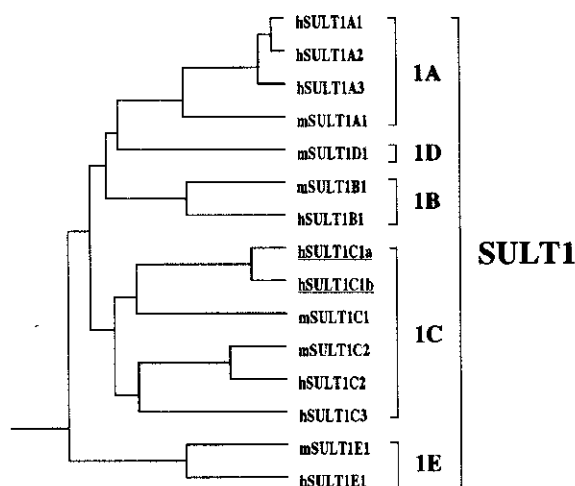 hSULT1A1
hSULT1A2
hSULT1A3
mSULT1A1
1A
mSULT1D1
1D
mSULT1B1
hSULT1B1
1B
hSULT1C1a
hSULT1C1b
mSULT1C1
mSULT1C2
hSULT1C2
hSULT1C3
1C
mSULT1E1
hSULT1E1
1E
SULT1